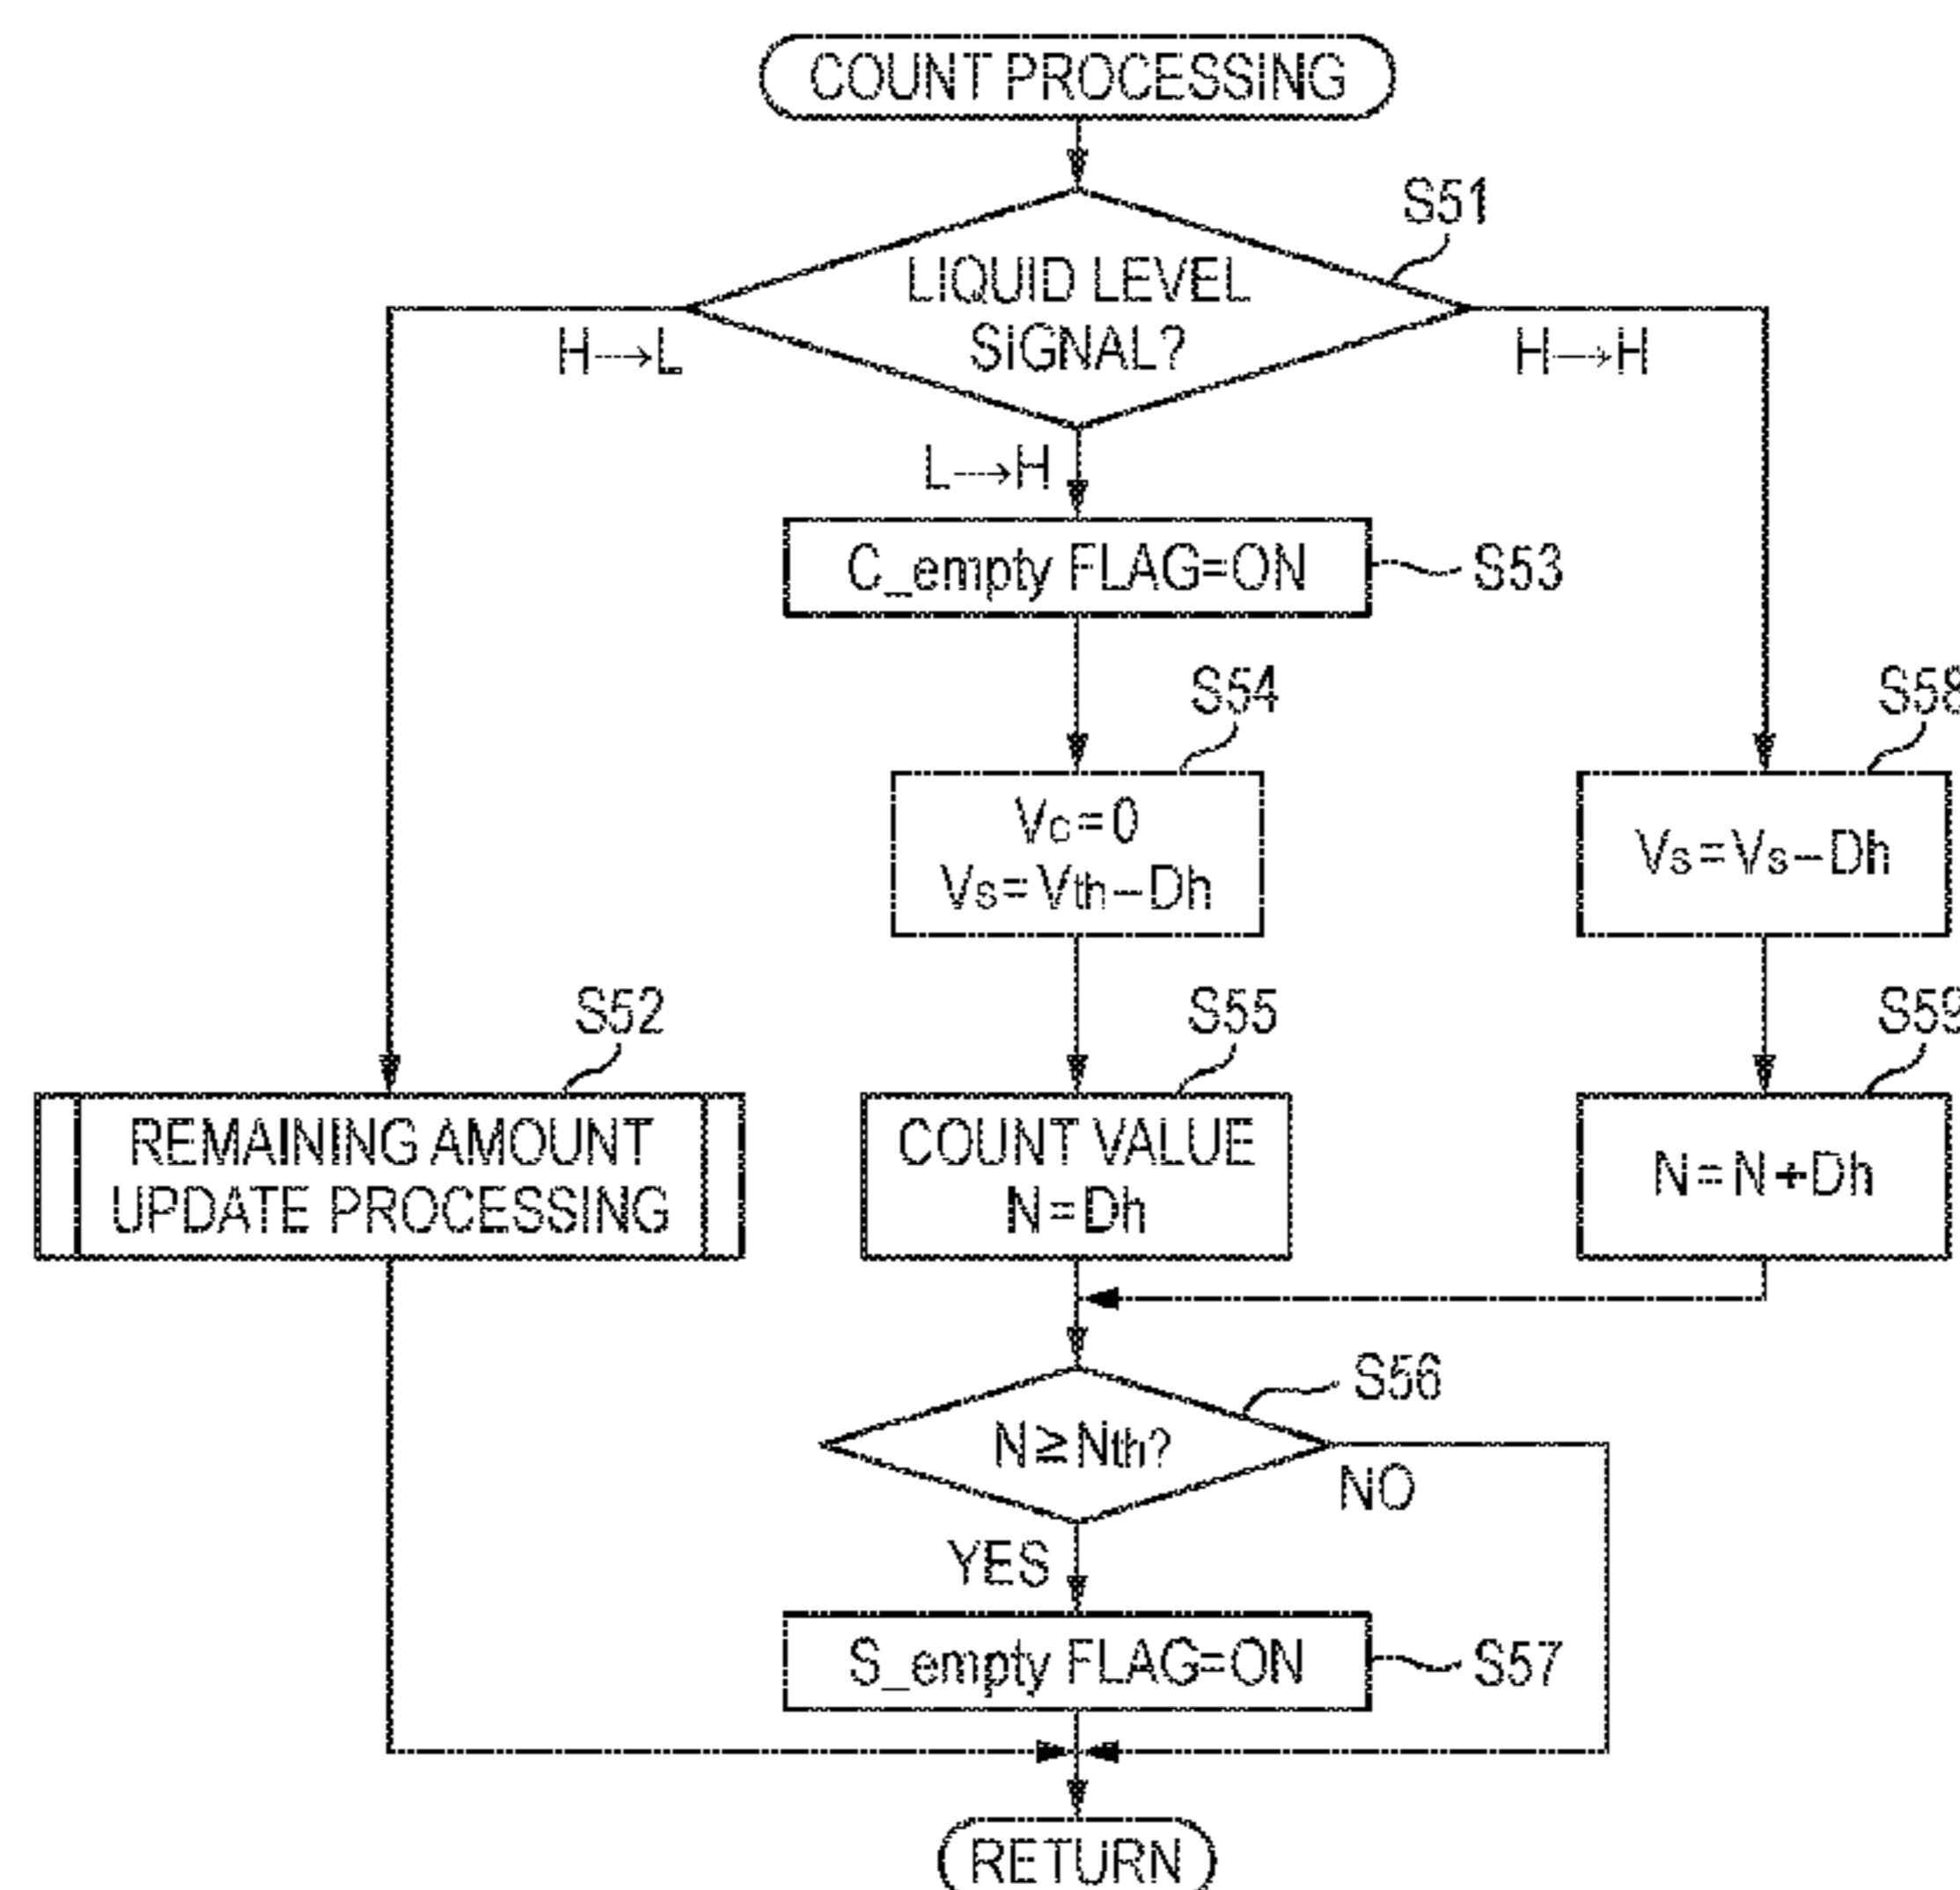 COUNT PROCESSING
S51
LIQUID LEVEL
SIGNAL?
H→L
H→H
L→H
C_empty FLAG=ON
S53
S54
S58
Vc=0
Vs=Vth-Dh
Vs=Vs-Dh
S52
S55
S59
REMAINING AMOUNT
UPDATE PROCESSING
COUNT VALUE
N=Dh
N=N+Dh
S56
N≧Nth?
NO
YES
S_empty FLAG=ON
S57
RETURN